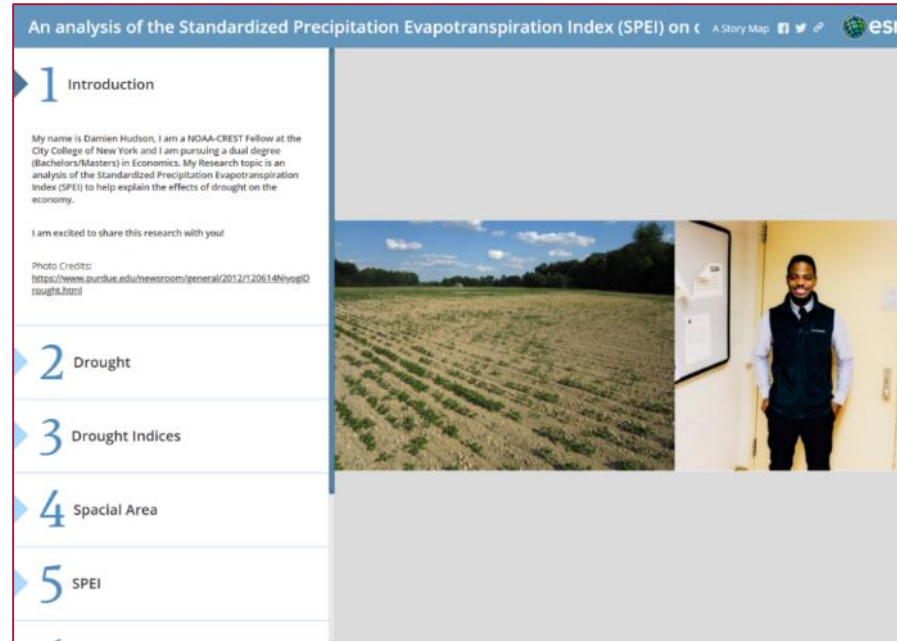 An analysis of the Standardized Precipitation Evapotranspiration Index (SPEI) on
A Story Map
esri
1 Introduction
My name is Damien Hudson, I am a NOAA-CREST Fellow at the
City College of New York and I am pursuing a dual degree
(Bachelors/Masters) in Economics. My Research topic is an
analysis of the Standardized Precipitation Evapotranspiration
Index (SPEI) to help explain the effects of drought on the
economy.
I am excited to share this research with you!
Photo Credits:
https://www.purdue.edu/newsroom/general/2012/120614NiyogiD
rought.html
2 Drought
3 Drought Indices
4 Spacial Area
5 SPEI